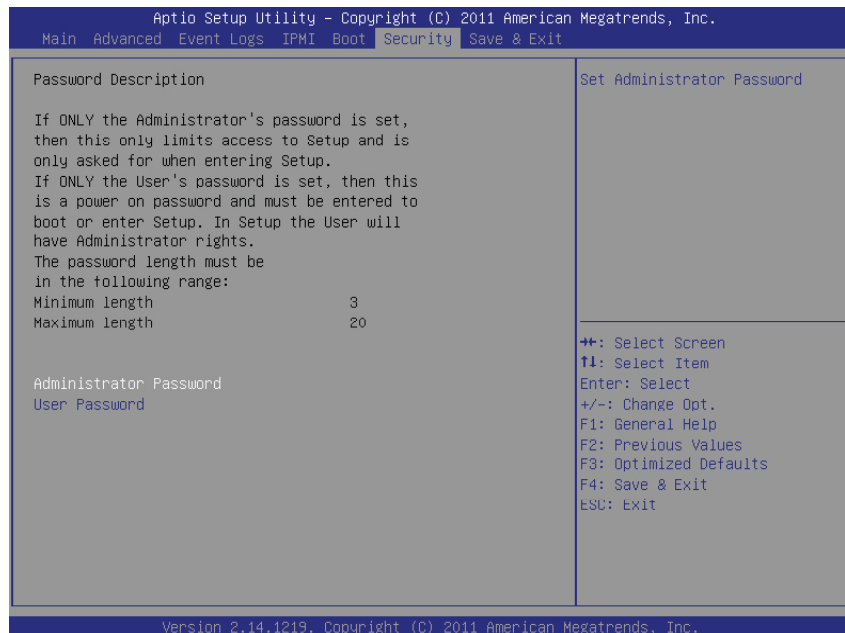 Aptio Setup Utility – Copyright (C) 2011 American Megatrends, Inc.
Main Advanced Event Logs IPMI Boot Security Save & Exit
Password Description
If ONLY the Administrator's password is set,
then this only limits access to Setup and is
only asked for when entering Setup.
If ONLY the User's password is set, then this
is a power on password and must be entered to
boot or enter Setup. In Setup the User will
have Administrator rights.
The password length must be
in the following range:
Minimum length 3
Maximum length 20
Administrator Password
User Password
Set Administrator Password
→←: Select Screen
↑↓: Select Item
Enter: Select
+/-: Change Opt.
F1: General Help
F2: Previous Values
F3: Optimized Defaults
F4: Save & Exit
ESC: Exit
Version 2.14.1219. Copyright (C) 2011 American Megatrends, Inc.